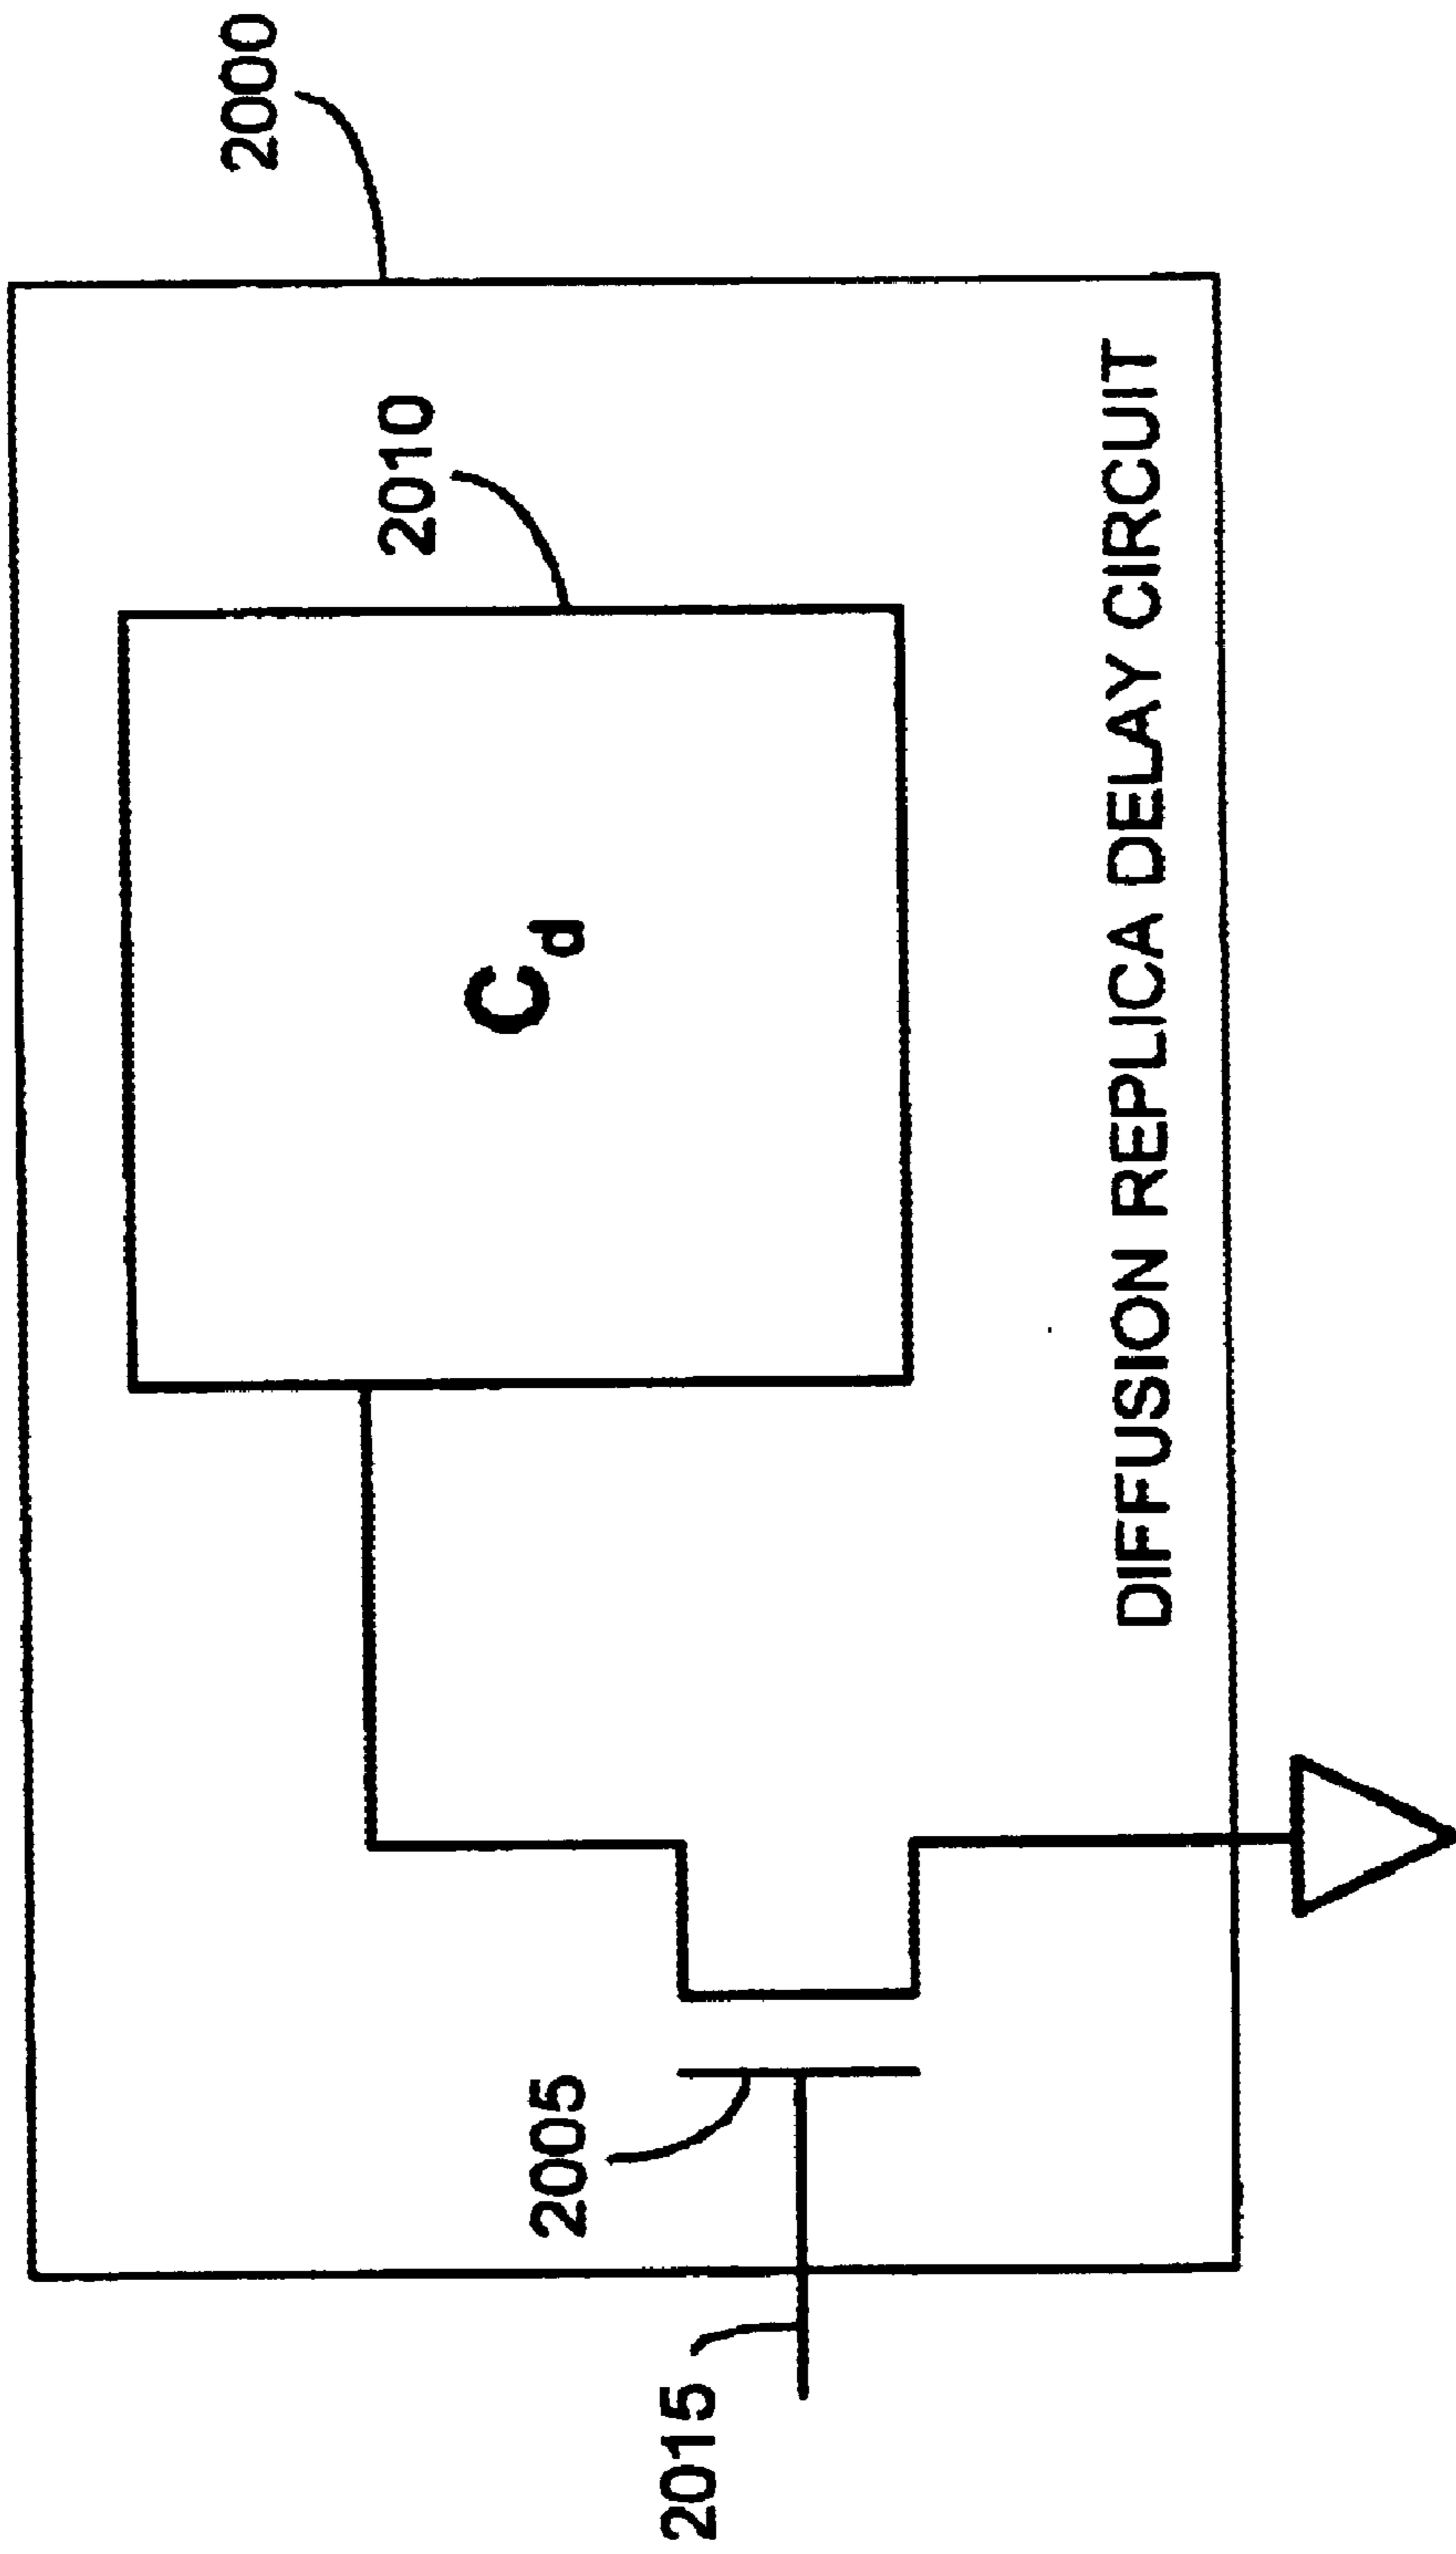 2000
2010
C_d
2005
2015
DIFFUSION REPLICA DELAY CIRCUIT